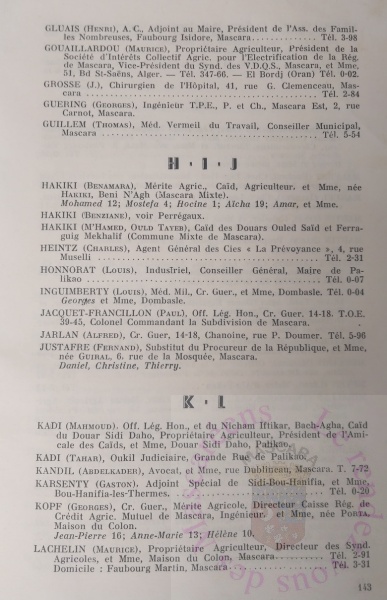 GLUAIS (Henri), A. C., Adjoint au Maire, Président de l'Ass. des Famil-
les Nombreuses, Faubourg Isidore, Mascara. Tél. 3-98
GOUAILLARDOU (Maurice), Propriétaire Agriculteur, Président de la
Société d'Intérêts Collectif Agric. pour l'Electrification de la Rég.
de Mascara, Vice-Président du Synd. des V.D.Q.S., Mascara, et Mme,
51, Bd St-Saëns, Alger. — Tél. 347-66. — El Bordj (Oran) Tél. 0-02.
GROSSE (J.), Chirurgien de l'Hôpital, 41, rue G. Clemenceau, Mas-
cara Tél. 2-84
GUERING (Georges), Ingénieur T.P.E., P. et Ch., Mascara Est, 2, rue
Carnot, Mascara.
GUILLEM (Thomas), Méd. Vermeil du Travail, Conseiller Municipal,
Mascara Tél. 5-54
H - I - J
HAKIKI (Benamara), Mérite Agric., Caïd, Agriculteur. et Mme, née
Hakiki, Beni N'Agh (Mascara Mixte).
Mohamed 12; Mostefa 4; Hocine 1; Aïcha 19; Amar, et Mme.
HAKIKI (Benziane), voir Perrégaux.
HAKIKI (M'Hamed, Ould Tayeb), Caïd des Douars Ouled Saïd et Ferra-
guig Mekhalif (Commune Mixte de Mascara).
HEINTZ (Charles), Agent Général des Cies « La Prévoyance », 4, rue
Muselli Tél. 2-31
HONNORAT (Louis), Industriel, Conseiller Général, Maire de Pa-
likao Tél. 0-07
INGUIMBERTY (Louis), Méd. Mil., Cr. Guer., et Mme, Dombasle. Tél. 0-04
Georges et Mme, Dombasle.
JACQUET-FRANCILLON (Paul), Off. Lég. Hon., Cr. Guer. 14-18. T.O.E.
39-45, Colonel Commandant la Subdivision de Mascara.
JARLAN (Alfred), Cr. Guer, 14-18, Chanoine, rue P. Doumer. Tél. 5-96
JUSTAFRE (Fernand), Substitut du Procureur de la République, et Mme,
née Guiral, 6. rue de la Mosquée, Mascara.
Daniel, Christine, Thierry.
K - L
KADI (Mahmoud). Off, Lég. Hon., et du Nicham Iftikar, Bach-Agha, Caïd
du Douar Sidi Daho, Propriétaire Agriculteur, Président de l'Ami-
cale des Caïds, et Mme, Douar Sidi Daho, Palikao.
KADI (Tahar), Oukil Judiciaire, Grande Rue de Palikao.
KANDIL (Abdelkader), Avocat, et Mme, rue Dublineau, Mascara. T. 7-72
KARSENTY (Gaston). Adjoint Spécial de Sidi-Bou-Hanifia, et Mme,
Bou-Hanifia-les-Thermes. Tél. 0-20
KOPF (Georges), Cr. Guer., Mérite Agricole, Directeur Caisse Rég. de
Crédit Agric. Mutuel de Mascara, Ingénieur. et Mme, née Ponza,
Maison du Colon.
Jean-Pierre 16; Anne-Marie 13; Hélène 10.
LACHELIN (Maurice), Propriétaire Agriculteur, Directeur des Synd.
Agricoles, et Mme, Maison du Colon, Mascara Tél. 2-91
Domicile : Faubourg Martin, Mascara Tél. 3-31
143
MASCARA